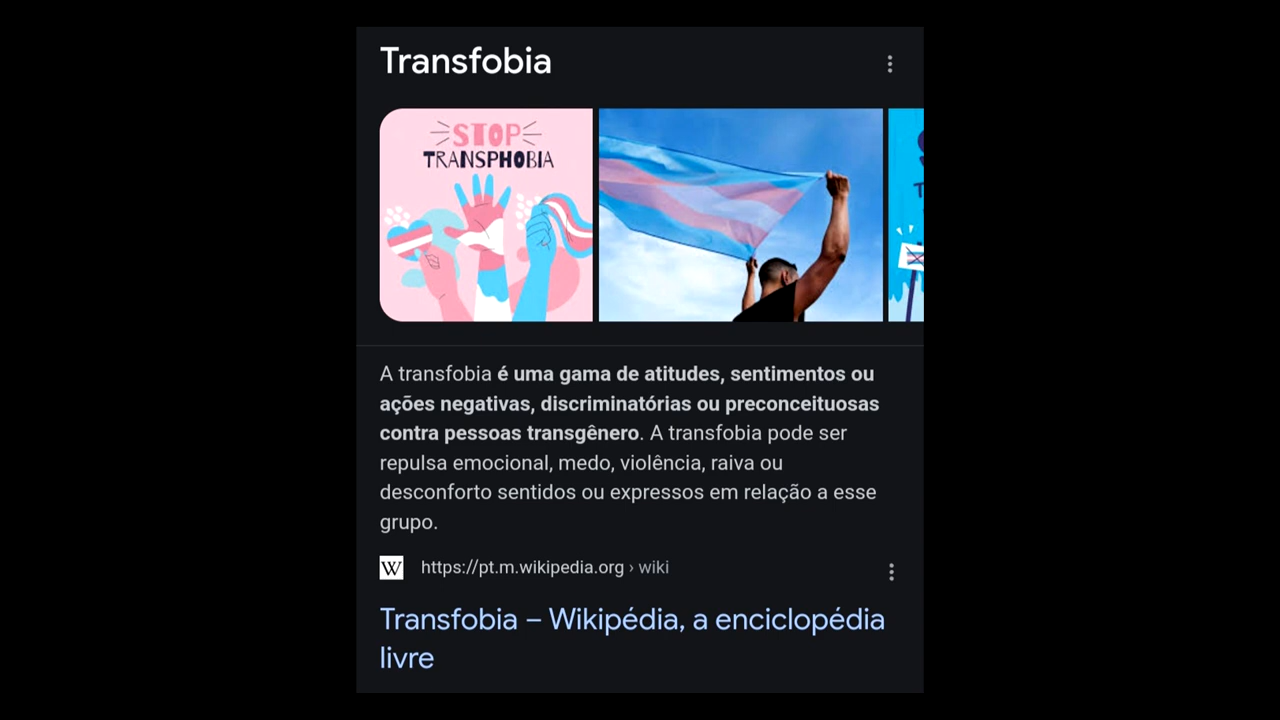 Transfobia
STOP
TRANSPHOBIA
A transfobia é uma gama de atitudes, sentimentos ou
ações negativas, discriminatórias ou preconceituosas
contra pessoas transgênero. A transfobia pode ser
repulsa emocional, medo, violência, raiva ou
desconforto sentidos ou expressos em relação a esse
grupo.
W https://pt.m.wikipedia.org › wiki
Transfobia – Wikipédia, a enciclopédia
livre